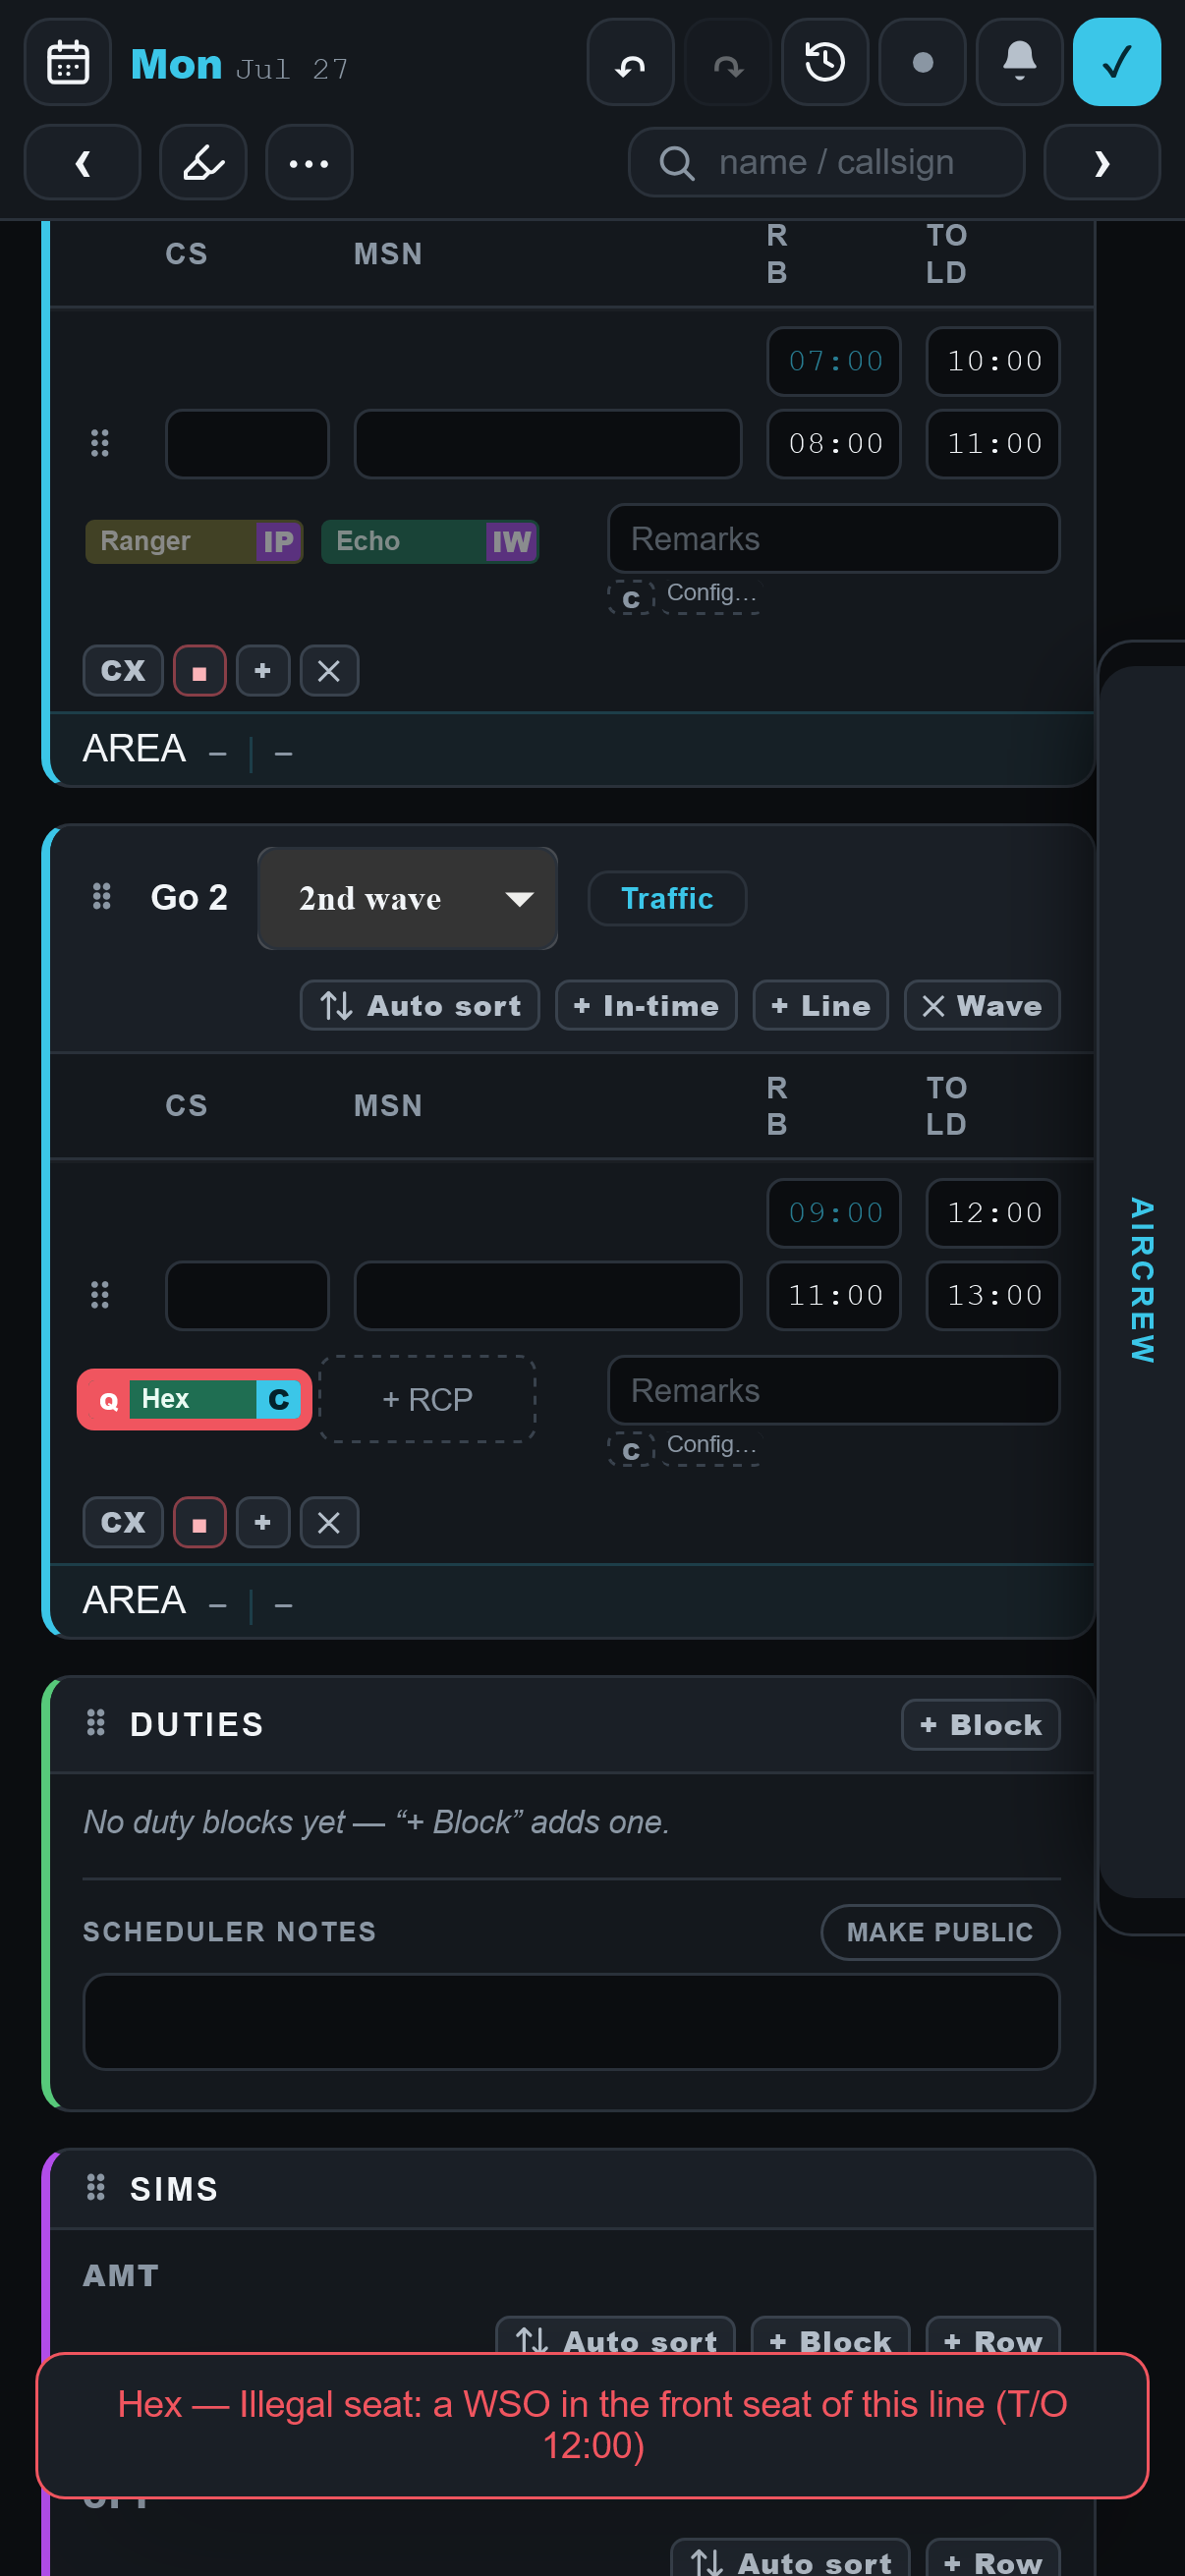 Mon Jul 27
name / callsign
CS MSN R TO
B LD
07:00 10:00
08:00 11:00
Ranger IP Echo IW Remarks
C Config...
CX + ×
AREA – | –
Go 2 2nd wave Traffic
Auto sort + In-time + Line × Wave
CS MSN R TO
B LD
09:00 12:00
11:00 13:00
Q Hex C + RCP Remarks
C Config...
CX + ×
AREA – | –
AIRCREW
DUTIES + Block
No duty blocks yet — “+ Block” adds one.
SCHEDULER NOTES MAKE PUBLIC
SIMS
AMT
Auto sort + Block + Row
Hex — Illegal seat: a WSO in the front seat of this line (T/O
12:00)
Auto sort + Row